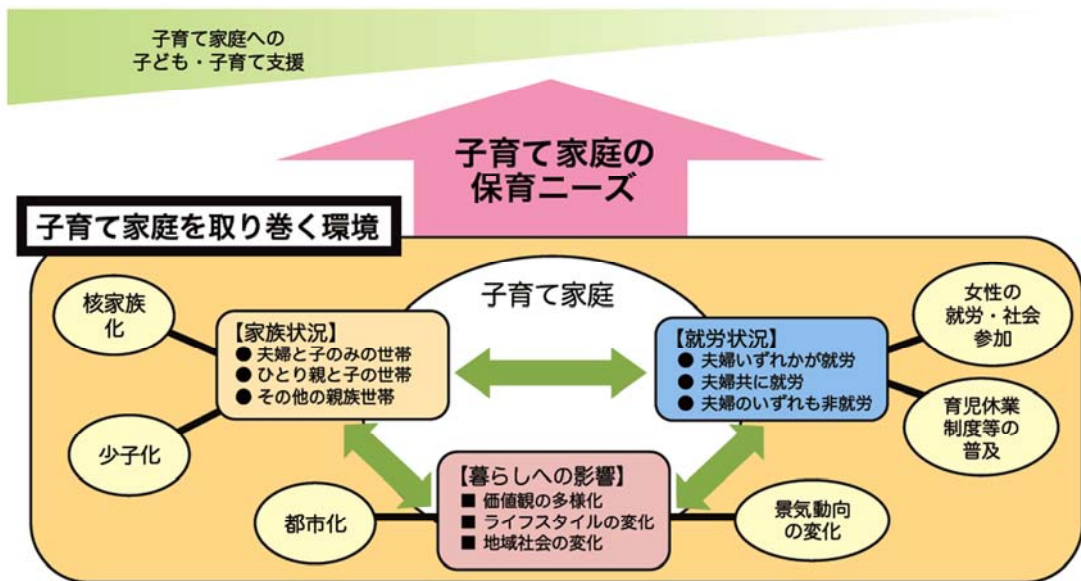 子育て家庭への
子ども・子育て支援
子育て家庭の
保育ニーズ
子育て家庭を取り巻く環境
子育て家庭
核家族
化
少子化
【家族状況】
● 夫婦と子のみの世帯
● ひとり親と子の世帯
● その他の親族世帯
【就労状況】
● 夫婦いずれかが就労
● 夫婦共に就労
● 夫婦のいずれも非就労
女性の
就労・社会
参加
育児休業
制度等の
普及
都市化
【暮らしへの影響】
■ 価値観の多様化
■ ライフスタイルの変化
■ 地域社会の変化
景気動向
の変化